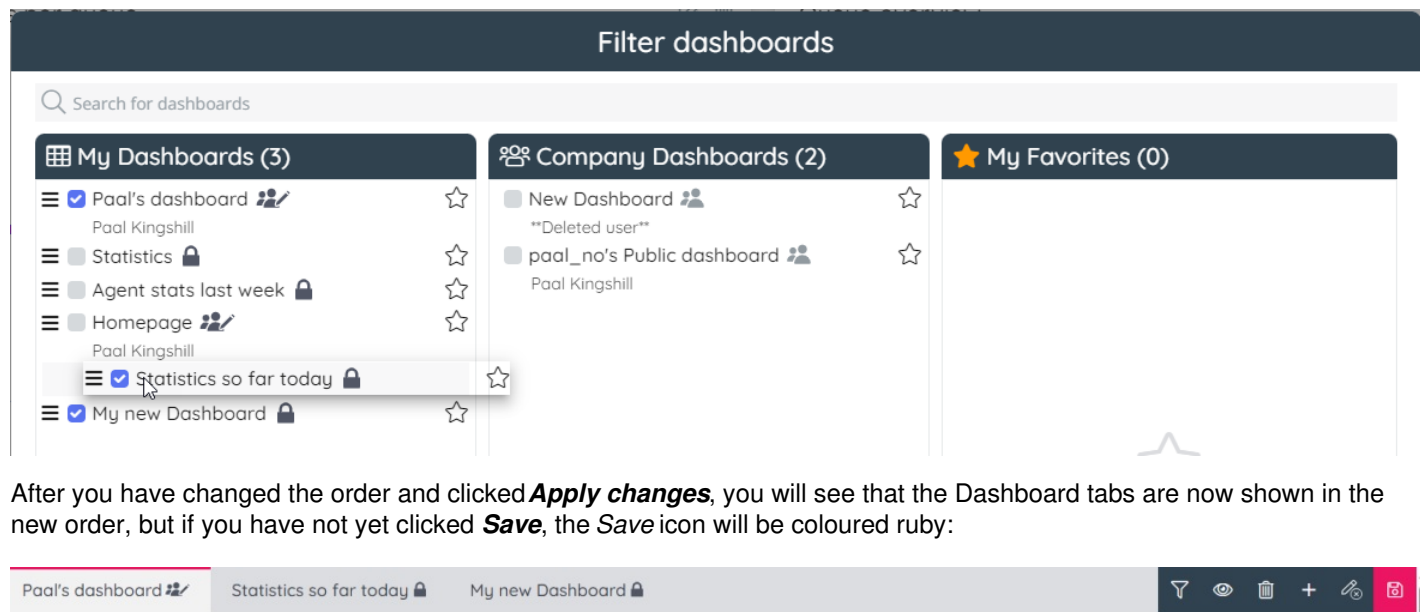 Filter dashboards
Search for dashboards
My Dashboards (3)
Paal's dashboard
Paal Kingshill
Statistics
Agent stats last week
Homepage
Paal Kingshill
Statistics so far today
My new Dashboard
Company Dashboards (2)
New Dashboard
**Deleted user**
paal_no's Public dashboard
Paal Kingshill
My Favorites (0)
After you have changed the order and clicked Apply changes, you will see that the Dashboard tabs are now shown in the
new order, but if you have not yet clicked Save, the Save icon will be coloured ruby:
Paal's dashboard Statistics so far today My new Dashboard